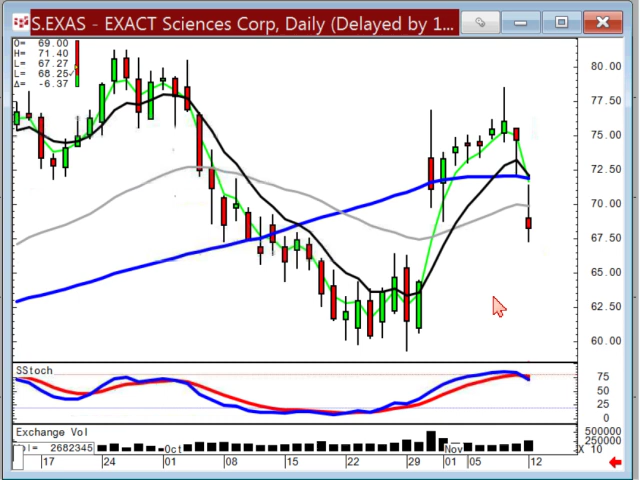 S.EXAS - EXACT Sciences Corp, Daily (Delayed by 1...
O= 69.00
H= 71.40
L= 67.27
L= 68.25
Δ= -6.37
80.00
77.50
75.00
72.50
70.00
67.50
65.00
62.50
60.00
SStoch
75
50
25
0
Exchange Vol
500000
250000
Vol= 2682345
Oct
Nov
X 10
17
24
01
08
15
22
29
01
05
12